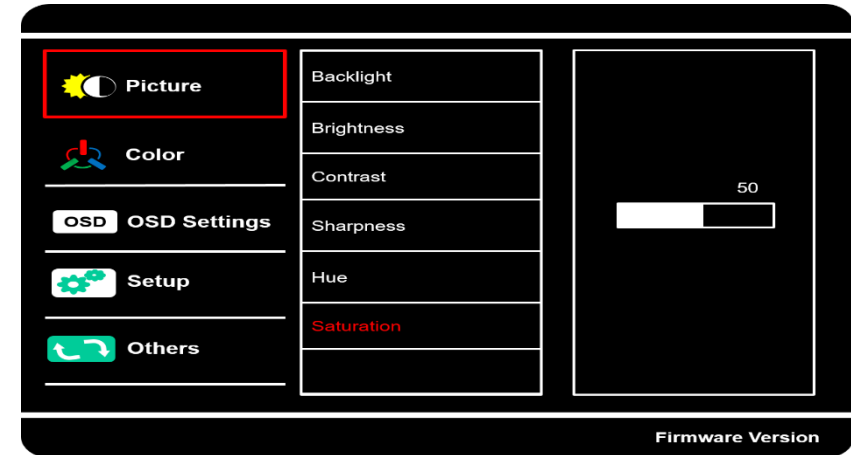 Picture
Color
OSD OSD Settings
Setup
Others
Backlight
Brightness
Contrast
Sharpness
Hue
Saturation
50
Firmware Version